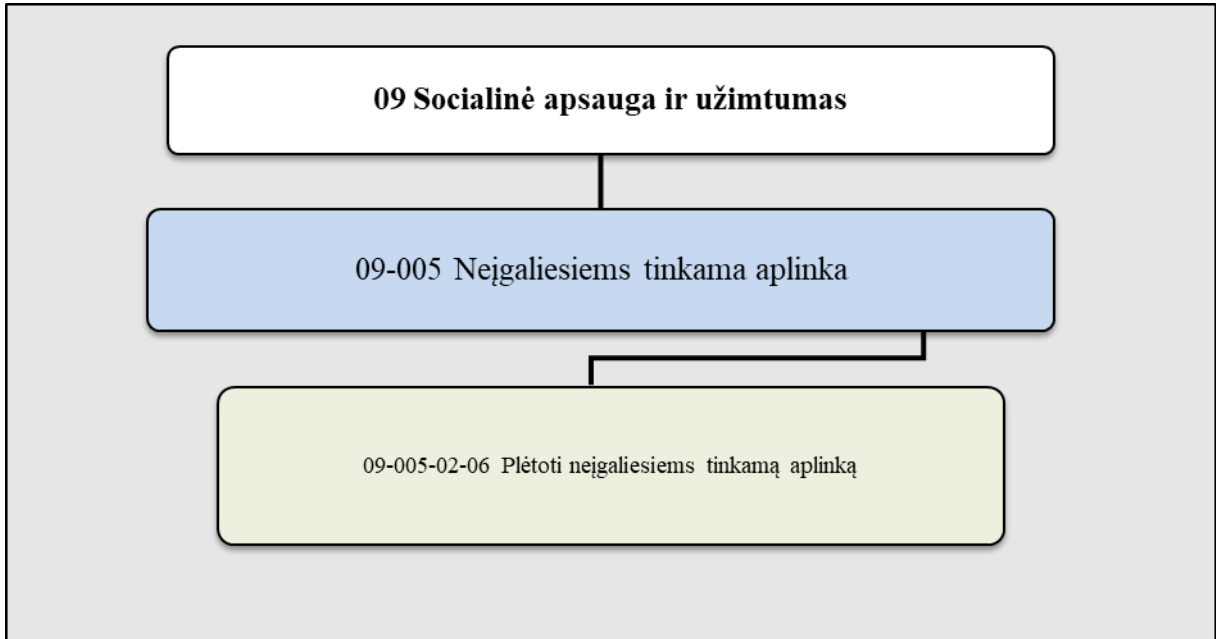 09 Socialinė apsauga ir užimtumas
09-005 Neįgaliesiems tinkama aplinka
09-005-02-06 Plėtoti neįgaliesiems tinkamą aplinką